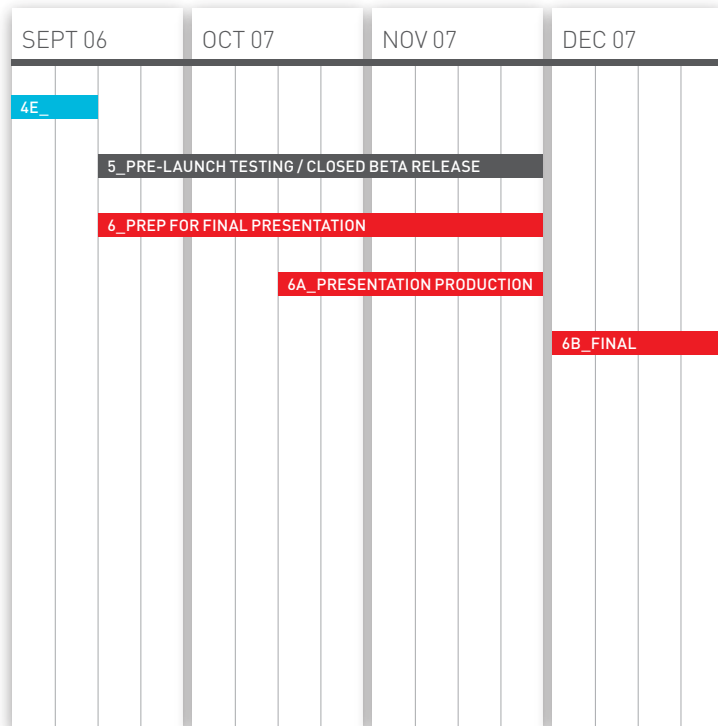 SEPT 06
OCT 07
NOV 07
DEC 07
4E_
5_PRE-LAUNCH TESTING / CLOSED BETA RELEASE
6_PREP FOR FINAL PRESENTATION
6A_PRESENTATION PRODUCTION
6B_FINAL